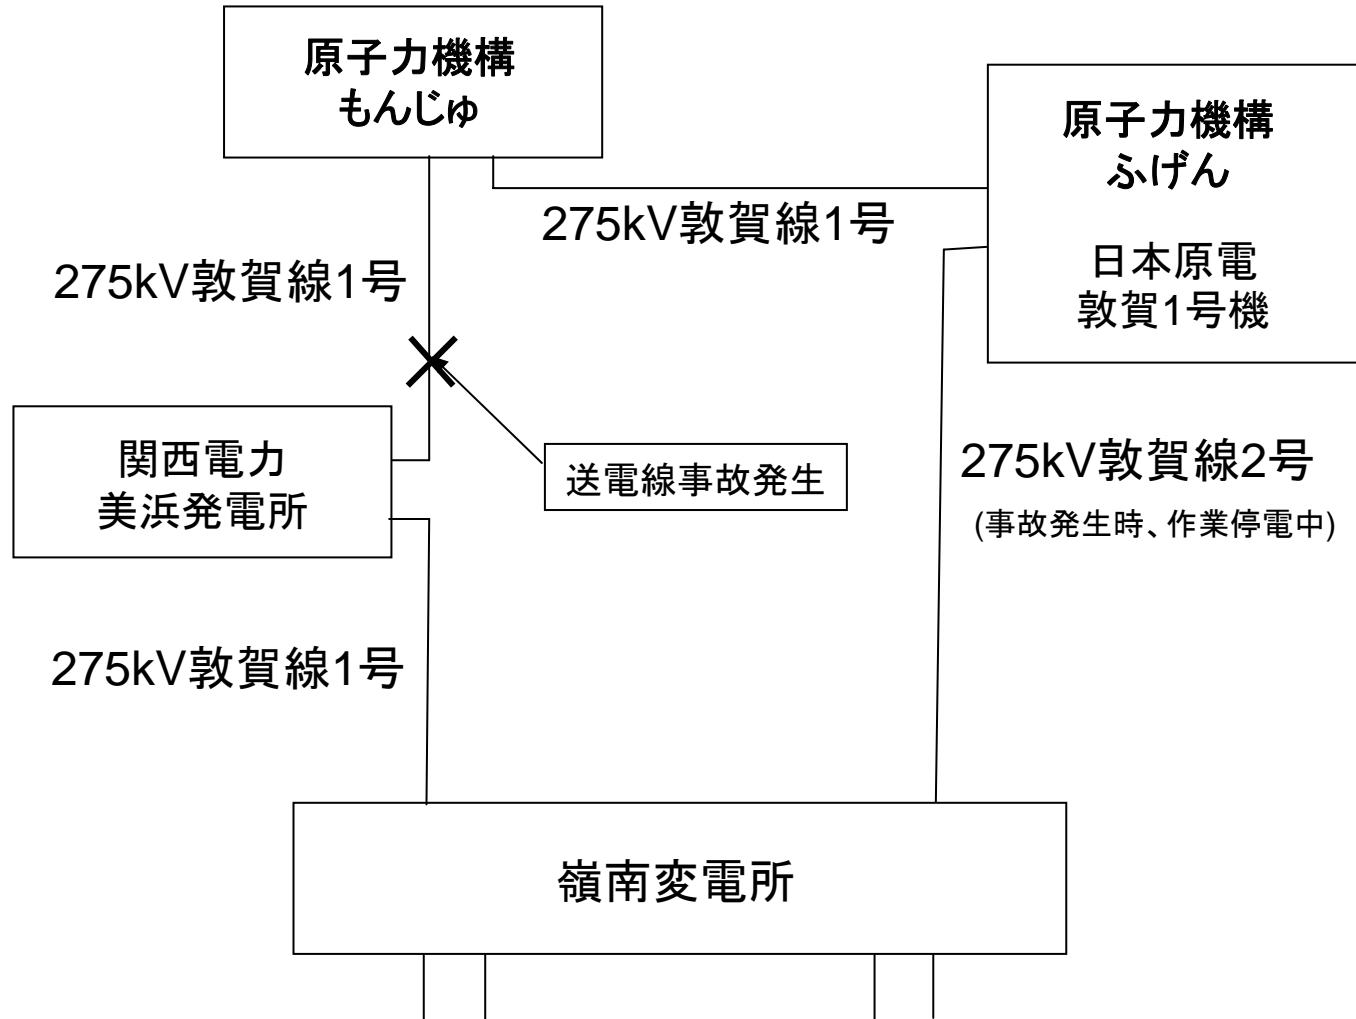 原子力機構
もんじゅ
原子力機構
ふげん
日本原電
敦賀1号機
275kV敦賀線1号
275kV敦賀線1号
関西電力
美浜発電所
送電線事故発生
275kV敦賀線2号
(事故発生時、作業停電中)
275kV敦賀線1号
嶺南変電所